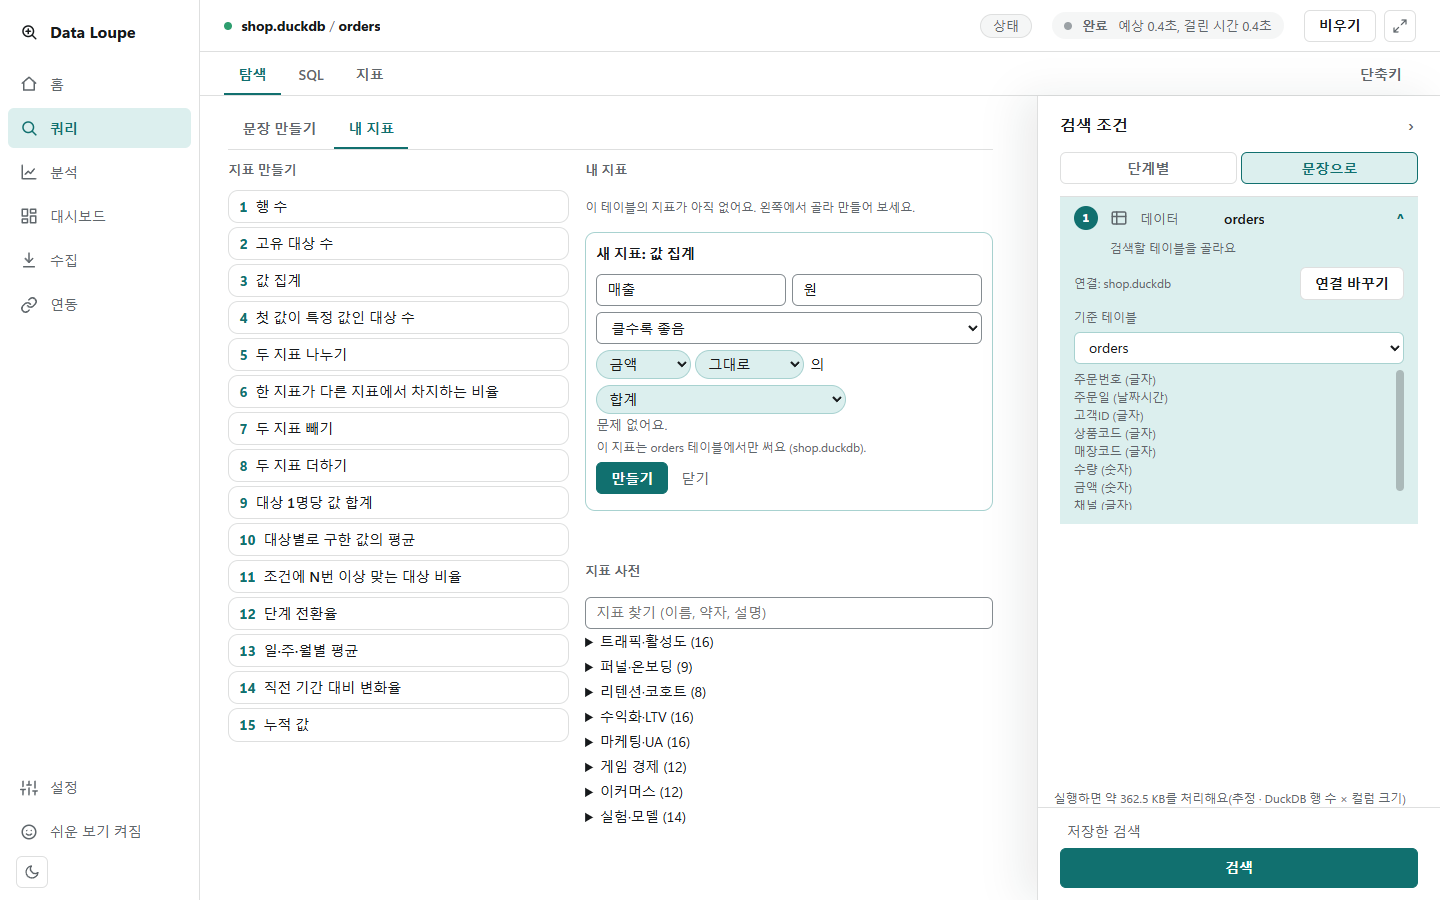 Data Loupe
홈
쿼리
분석
대시보드
수집
연동
설정
쉬운 보기 켜짐
shop.duckdb / orders
상태
완료 예상 0.4초, 걸린 시간 0.4초
비우기
탐색 SQL 지표
단축키
문장 만들기 내 지표
지표 만들기
1 행 수
2 고유 대상 수
3 값 집계
4 첫 값이 특정 값인 대상 수
5 두 지표 나누기
6 한 지표가 다른 지표에서 차지하는 비율
7 두 지표 빼기
8 두 지표 더하기
9 대상 1명당 값 합계
10 대상별로 구한 값의 평균
11 조건에 N번 이상 맞는 대상 비율
12 단계 전환율
13 일·주·월별 평균
14 직전 기간 대비 변화율
15 누적 값
내 지표
이 테이블의 지표가 아직 없어요. 왼쪽에서 골라 만들어 보세요.
새 지표: 값 집계
매출 원
클수록 좋음
금액 그대로 의
합계
문제 없어요.
이 지표는 orders 테이블에서만 써요 (shop.duckdb).
만들기 닫기
지표 사전
지표 찾기 (이름, 약자, 설명)
▶ 트래픽·활성도 (16)
▶ 퍼널·온보딩 (9)
▶ 리텐션·코호트 (8)
▶ 수익화·LTV (16)
▶ 마케팅·UA (16)
▶ 게임 경제 (12)
▶ 이커머스 (12)
▶ 실험·모델 (14)
검색 조건 ›
단계별 문장으로
1 데이터 orders ^
검색할 테이블을 골라요
연결: shop.duckdb 연결 바꾸기
기준 테이블
orders
주문번호 (글자)
주문일 (날짜시간)
고객ID (글자)
상품코드 (글자)
매장코드 (글자)
수량 (숫자)
금액 (숫자)
채널 (글자)
실행하면 약 362.5 KB를 처리해요(추정 · DuckDB 행 수 × 컬럼 크기)
저장한 검색
검색